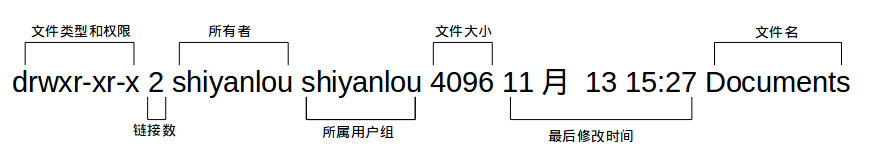 文件类型和权限 所有者 文件大小 文件名
drwxr-xr-x 2 shiyanlou shiyanlou 4096 11 月 13 15:27 Documents
链接数 所属用户组 最后修改时间